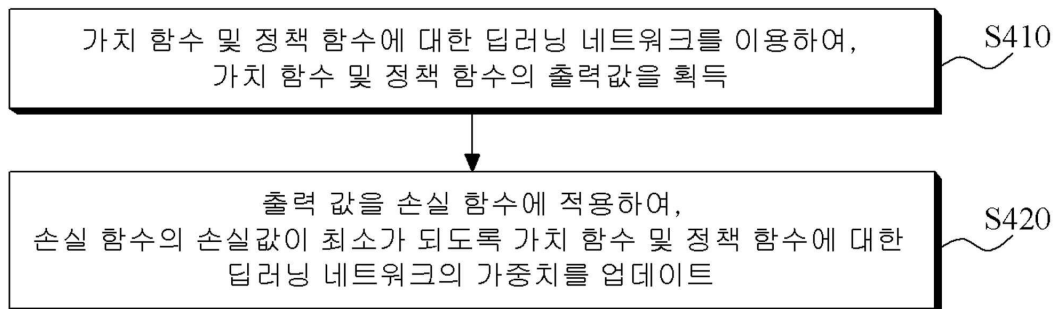 가치 함수 및 정책 함수에 대한 딥러닝 네트워크를 이용하여,
가치 함수 및 정책 함수의 출력값을 획득
S410
출력 값을 손실 함수에 적용하여,
손실 함수의 손실값이 최소가 되도록 가치 함수 및 정책 함수에 대한
딥러닝 네트워크의 가중치를 업데이트
S420